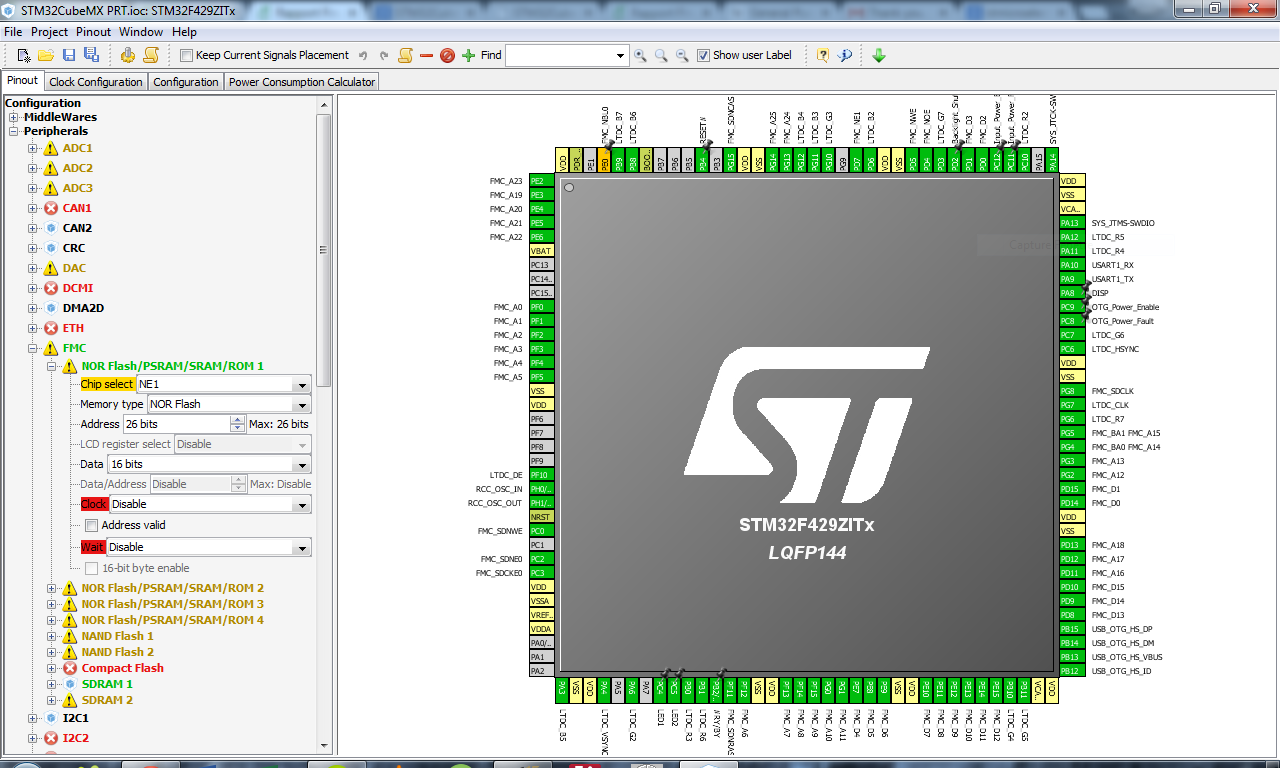 STM32CubeMX PRT.ioc: STM32F429ZITx
File Project Pinout Window Help
Keep Current Signals Placement
Find
Show user Label
Pinout
Clock Configuration
Configuration
Power Consumption Calculator
Configuration
MiddleWares
Peripherals
ADC1
ADC2
ADC3
CAN1
CAN2
CRC
DAC
DCMI
DMA2D
ETH
FMC
NOR Flash/PSRAM/SRAM/ROM 1
Chip select NE1
Memory type NOR Flash
Address 26 bits Max: 26 bits
LCD register select Disable
Data 16 bits
Data/Address Disable Max: Disable
Clock Disable
Address valid
Wait Disable
16-bit byte enable
NOR Flash/PSRAM/SRAM/ROM 2
NOR Flash/PSRAM/SRAM/ROM 3
NOR Flash/PSRAM/SRAM/ROM 4
NAND Flash 1
NAND Flash 2
Compact Flash
SDRAM 1
SDRAM 2
I2C1
I2C2
FMC_NBL0
LTDC_B7
LTDC_B6
RESET#
FMC_SDNCAS
FMC_A25
FMC_A24
LTDC_B4
LTDC_B3
LTDC_G3
FMC_NE1
LTDC_B2
FMC_NWE
FMC_NOE
LTDC_G7
FMC_D3
FMC_D2
LTDC_R2
SYS_JTCK-SW
VDD
PDR..
PE1
PE0
PB9
PB8
BOO..
PB7
PB6
PB5
PB4
PB3
PG15
VDD
VSS
PG14
PG13
PG12
PG11
PG10
PG9
PD7
PD6
VDD
VSS
PD5
PD4
PD3
PD2
PD1
PD0
PC12
PC11
PC10
PA15
PA14
FMC_A23 PE2
FMC_A19 PE3
FMC_A20 PE4
FMC_A21 PE5
FMC_A22 PE6
VBAT
PC13
PC14..
PC15..
FMC_A0 PF0
FMC_A1 PF1
FMC_A2 PF2
FMC_A3 PF3
FMC_A4 PF4
FMC_A5 PF5
VSS
VDD
PF6
PF7
PF8
PF9
LTDC_DE PF10
RCC_OSC_IN PH0/..
RCC_OSC_OUT PH1/..
NRST
FMC_SDNWE PC0
PC1
FMC_SDNE0 PC2
FMC_SDCKE0 PC3
VDD
VSSA
VREF..
VDDA
PA0/..
PA1
PA2
ST
STM32F429ZITx
LQFP144
Capture
VDD
VSS
VCA..
PA13 SYS_JTMS-SWDIO
PA12 LTDC_R5
PA11 LTDC_R4
PA10 USART1_RX
PA9 USART1_TX
PA8 DISP
PC9 OTG_Power_Enable
PC8 OTG_Power_Fault
PC7 LTDC_G6
PC6 LTDC_HSYNC
VDD
VSS
PG8 FMC_SDCLK
PG7 LTDC_CLK
PG6 LTDC_R7
PG5 FMC_BA1 FMC_A15
PG4 FMC_BA0 FMC_A14
PG3 FMC_A13
PG2 FMC_A12
PD15 FMC_D1
PD14 FMC_D0
VDD
VSS
PD13 FMC_A18
PD12 FMC_A17
PD11 FMC_A16
PD10 FMC_D15
PD9 FMC_D14
PD8 FMC_D13
PB15 USB_OTG_HS_DP
PB14 USB_OTG_HS_DM
PB13 USB_OTG_HS_VBUS
PB12 USB_OTG_HS_ID
PA3
VSS
VDD
PA4
PA5
PA6
PA7
PC4
PC5
PB0
PB1
PB2/..
PF11
PF12
VSS
VDD
PF13
PF14
PF15
PG0
PG1
PE7
PE8
PE9
VSS
VDD
PE10
PE11
PE12
PE13
PE14
PE15
PB10
PB11
VCA..
VDD
LTDC_B5
LTDC_VSYNC
LTDC_G2
LED1
LED2
LTDC_R3
LTDC_R6
FMC_A7
FMC_A8
FMC_A9
FMC_A10
FMC_A11
FMC_D4
FMC_D5
FMC_D6
FMC_D7
FMC_D8
FMC_D9
FMC_D10
FMC_D11
LTDC_G4
LTDC_G5